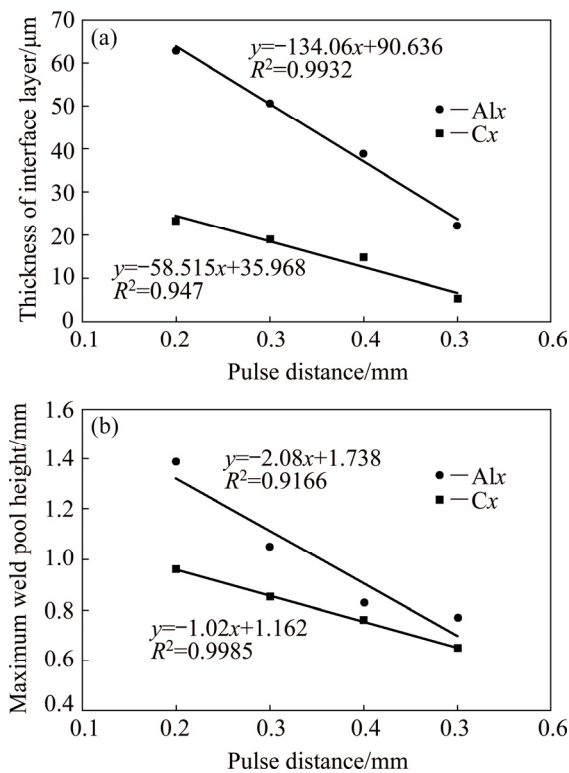 (a)
y=−134.06x+90.636
R²=0.9932
Alx
Cx
y=−58.515x+35.968
R²=0.947
Thickness of interface layer/μm
70
60
50
40
30
20
10
0
0.1 0.2 0.3 0.4 0.3 0.6
Pulse distance/mm
(b)
y=−2.08x+1.738
R²=0.9166
Alx
Cx
y=−1.02x+1.162
R²=0.9985
Maximum weld pool height/mm
1.6
1.4
1.2
1.0
0.8
0.6
0.4
0.1 0.2 0.3 0.4 0.3 0.6
Pulse distance/mm